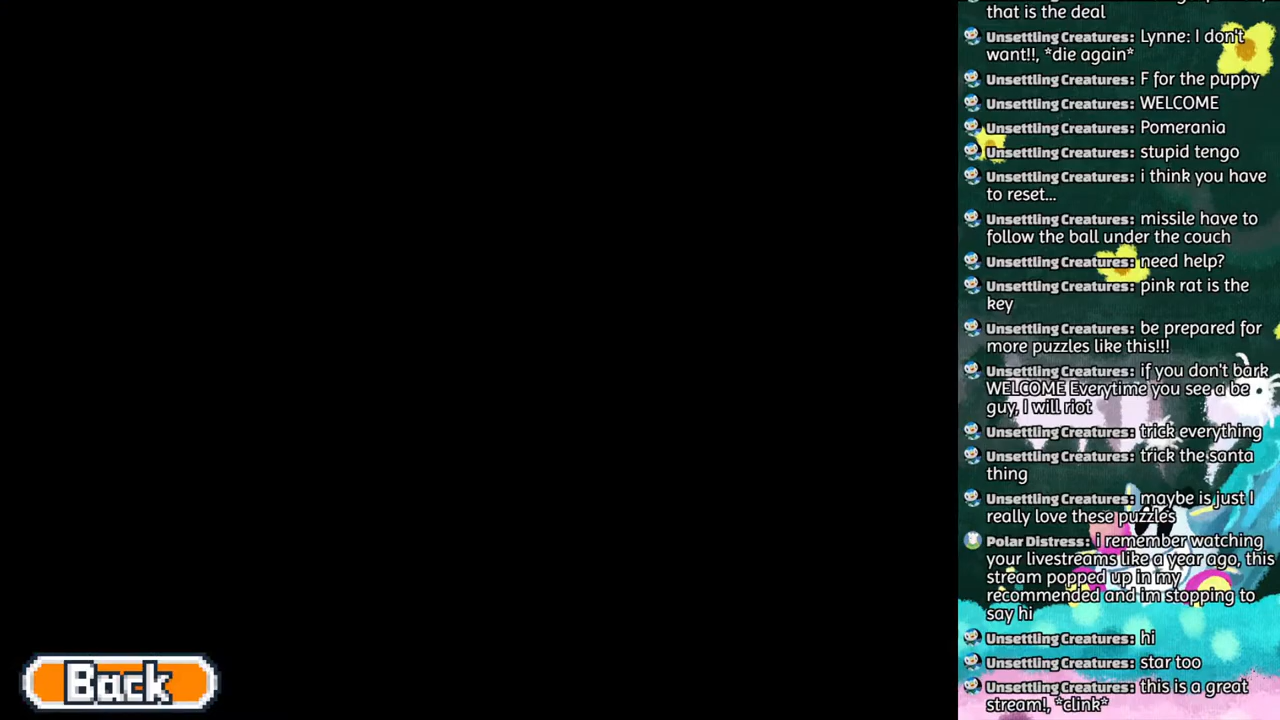 that is the deal
Unsettling Creatures: Lynne: I don't
want!!, *die again*
Unsettling Creatures: F for the puppy
Unsettling Creatures: WELCOME
Unsettling Creatures: Pomerania
Unsettling Creatures: stupid tengo
Unsettling Creatures: i think you have
to reset...
Unsettling Creatures: missile have to
follow the ball under the couch
Unsettling Creatures: need help?
Unsettling Creatures: pink rat is the
key
Unsettling Creatures: be prepared for
more puzzles like this!!!
Unsettling Creatures: if you don't bark
WELCOME Everytime you see a be
guy, I will riot
Unsettling Creatures: trick everything
Unsettling Creatures: trick the santa
thing
Unsettling Creatures: maybe is just I
really love these puzzles
Polar Distress: i remember watching
your livestreams like a year ago, this
stream popped up in my
recommended and im stopping to
say hi
Unsettling Creatures: hi
Unsettling Creatures: star too
Unsettling Creatures: this is a great
stream!, *clink*
Back